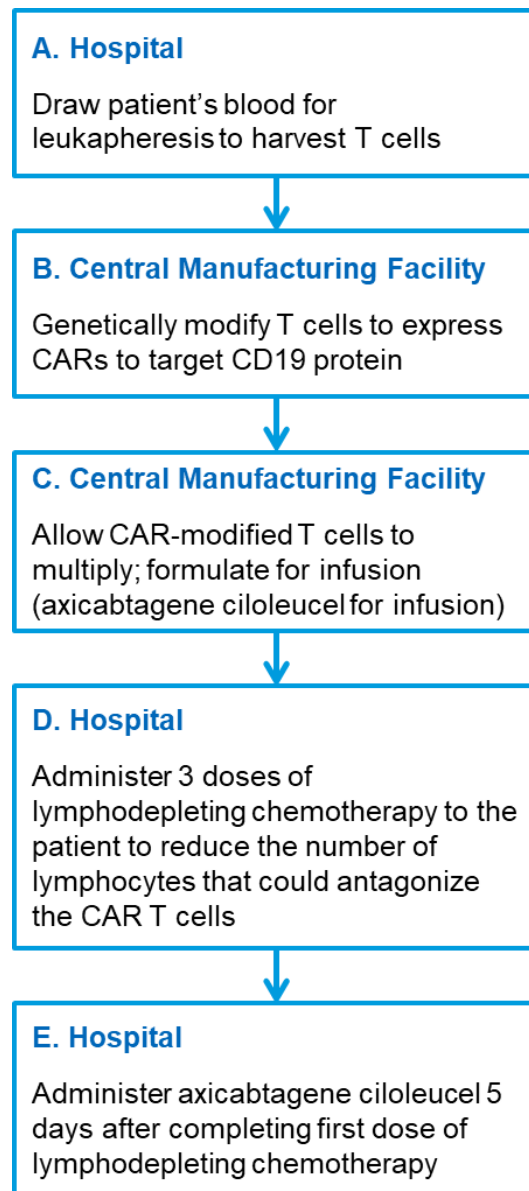 A. Hospital
Draw patient's blood for
leukapheresis to harvest T cells
B. Central Manufacturing Facility
Genetically modify T cells to express
CARs to target CD19 protein
C. Central Manufacturing Facility
Allow CAR-modified T cells to
multiply; formulate for infusion
(axicabtagene ciloleucel for infusion)
D. Hospital
Administer 3 doses of
lymphodepleting chemotherapy to the
patient to reduce the number of
lymphocytes that could antagonize
the CAR T cells
E. Hospital
Administer axicabtagene ciloleucel 5
days after completing first dose of
lymphodepleting chemotherapy